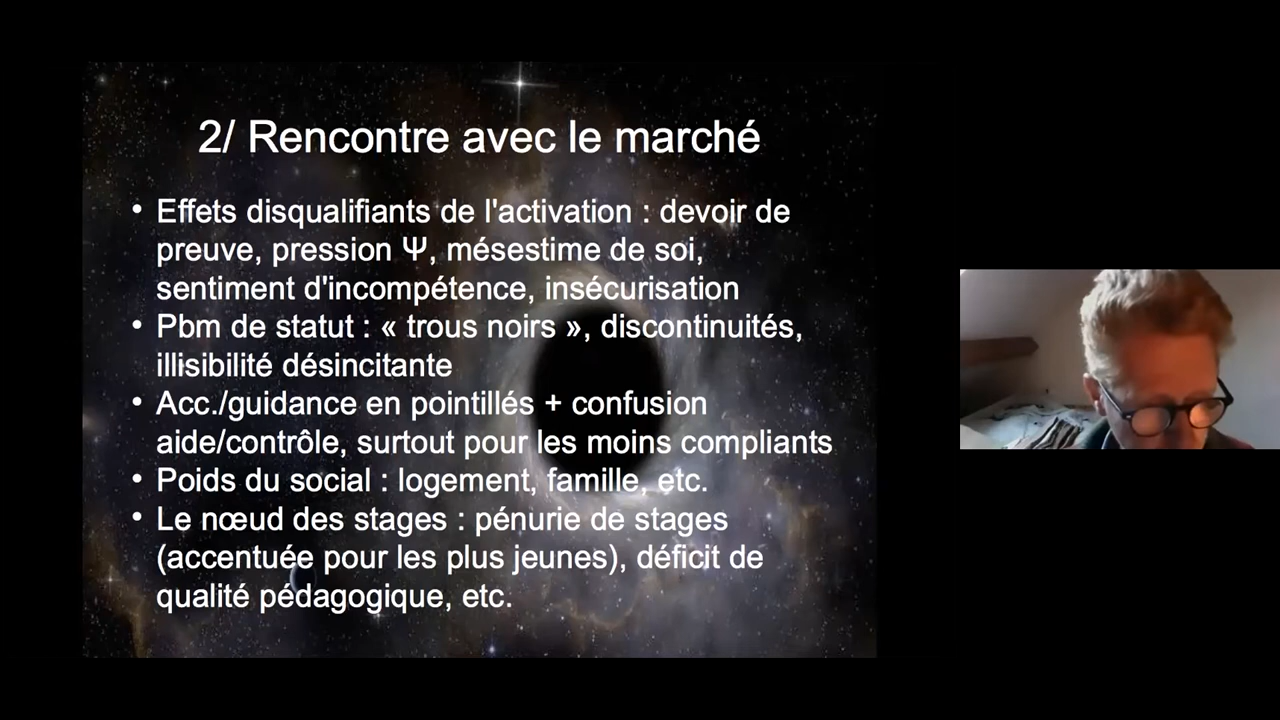 2/ Rencontre avec le marché
• Effets disqualifiants de l'activation : devoir de
preuve, pression Ψ, mésestime de soi,
sentiment d'incompétence, insécurisation
• Pbm de statut : « trous noirs », discontinuités,
illisibilité désincitante
• Acc./guidance en pointillés + confusion
aide/contrôle, surtout pour les moins compliants
• Poids du social : logement, famille, etc.
• Le nœud des stages : pénurie de stages
(accentuée pour les plus jeunes), déficit de
qualité pédagogique, etc.